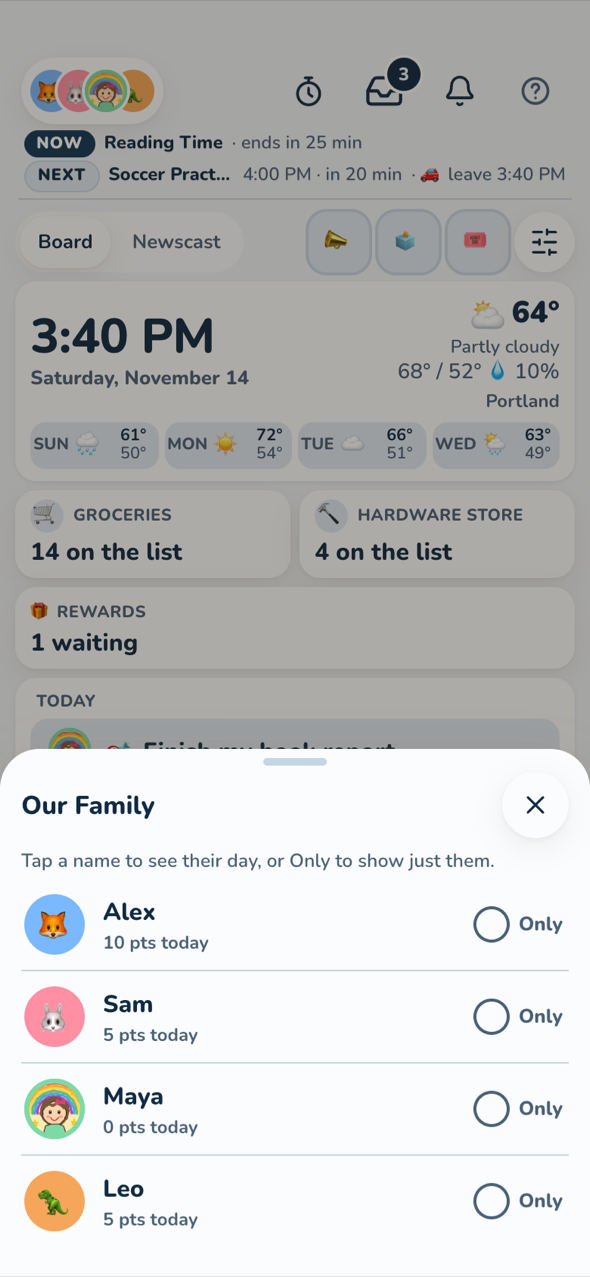 3
NOW Reading Time · ends in 25 min
NEXT Soccer Pract... 4:00 PM · in 20 min · leave 3:40 PM
Board Newscast
3:40 PM
Saturday, November 14
64°
Partly cloudy
68° / 52° 10%
Portland
SUN 61° 50°
MON 72° 54°
TUE 66° 51°
WED 63° 49°
GROCERIES
14 on the list
HARDWARE STORE
4 on the list
REWARDS
1 waiting
TODAY
Finish my book report
Our Family
Tap a name to see their day, or Only to show just them.
Alex
10 pts today
Only
Sam
5 pts today
Only
Maya
0 pts today
Only
Leo
5 pts today
Only